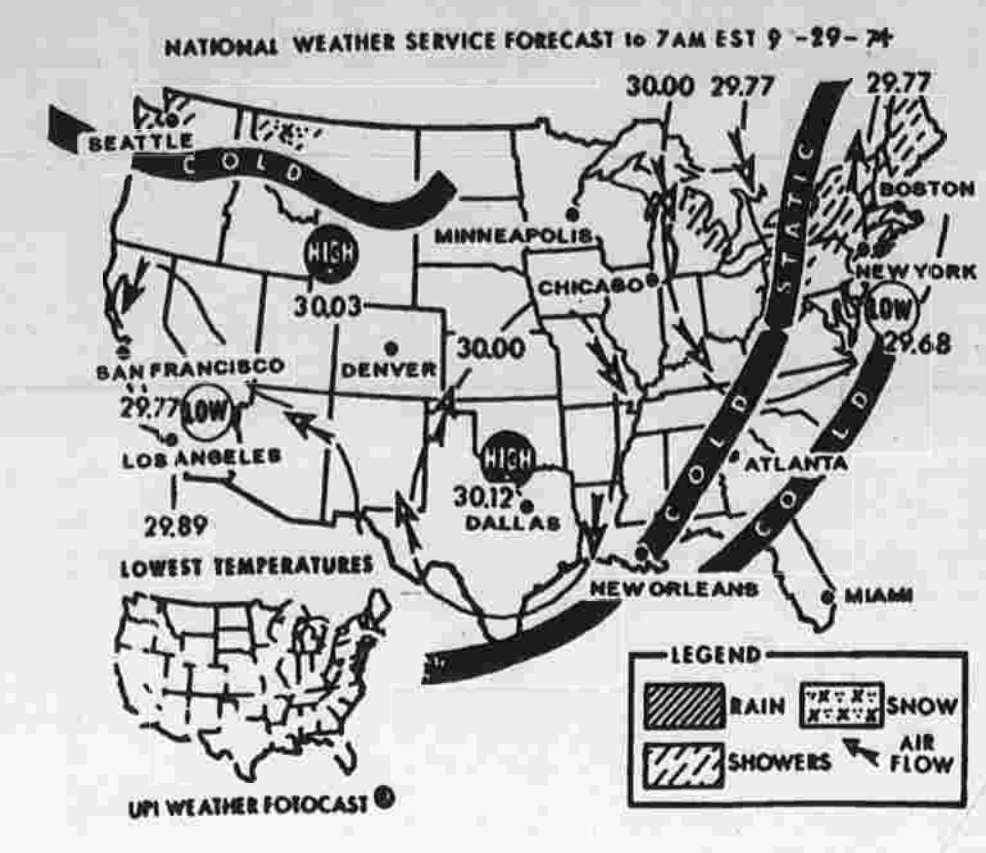 NATIONAL WEATHER SERVICE FORECAST to 7AM EST 9-29-74
30.00 29.77 29.77
SEATTLE
COLD
STATIC
BOSTON
MINNEAPOLIS
HIGH
30.03
CHICAGO
NEW YORK
LOW
29.68
30.00
DENVER
SAN FRANCISCO
29.77
LOW
COLD
COLD
LOS ANGELES
HIGH
30.12
DALLAS
ATLANTA
29.89
LOWEST TEMPERATURES
NEW ORLEANS
MIAMI
LEGEND
RAIN
SNOW
SHOWERS
AIR
FLOW
UPI WEATHER FOTOCAST